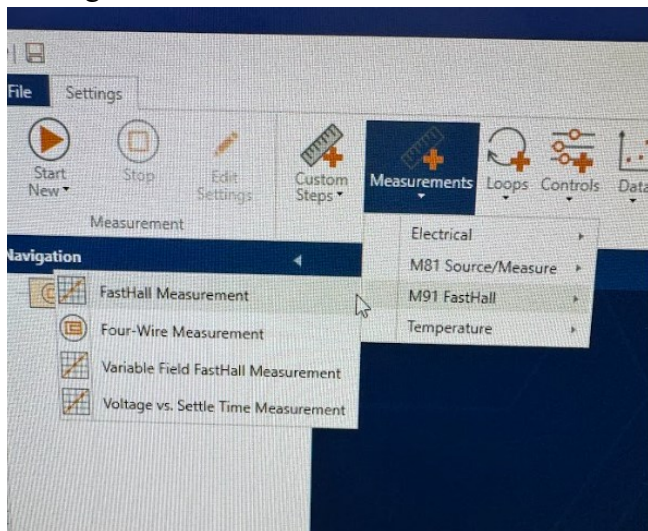 File
Settings
Start
New
Stop
Edit
Settings
Custom
Steps
Measurements
Loops
Controls
Data
Measurement
Electrical
M81 Source/Measure
M91 FastHall
Temperature
Navigation
FastHall Measurement
Four-Wire Measurement
Variable Field FastHall Measurement
Voltage vs. Settle Time Measurement